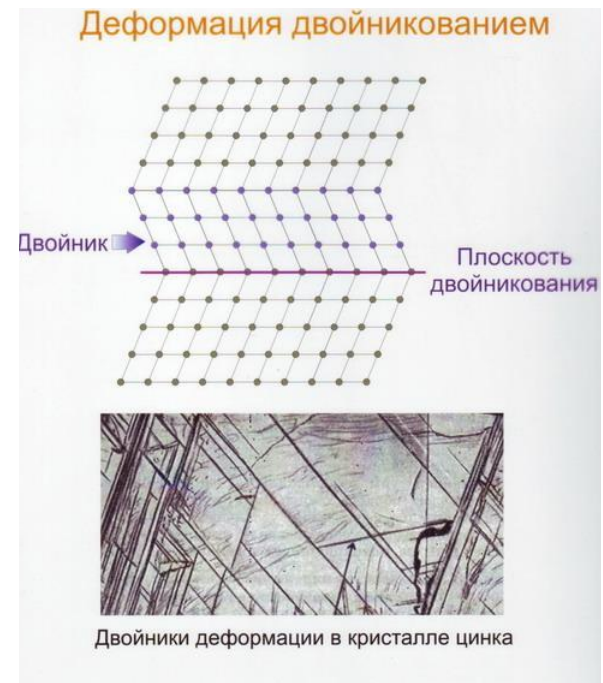 Деформация двойникованием
Двойник
Плоскость
двойникования
Двойники деформации в кристалле цинка